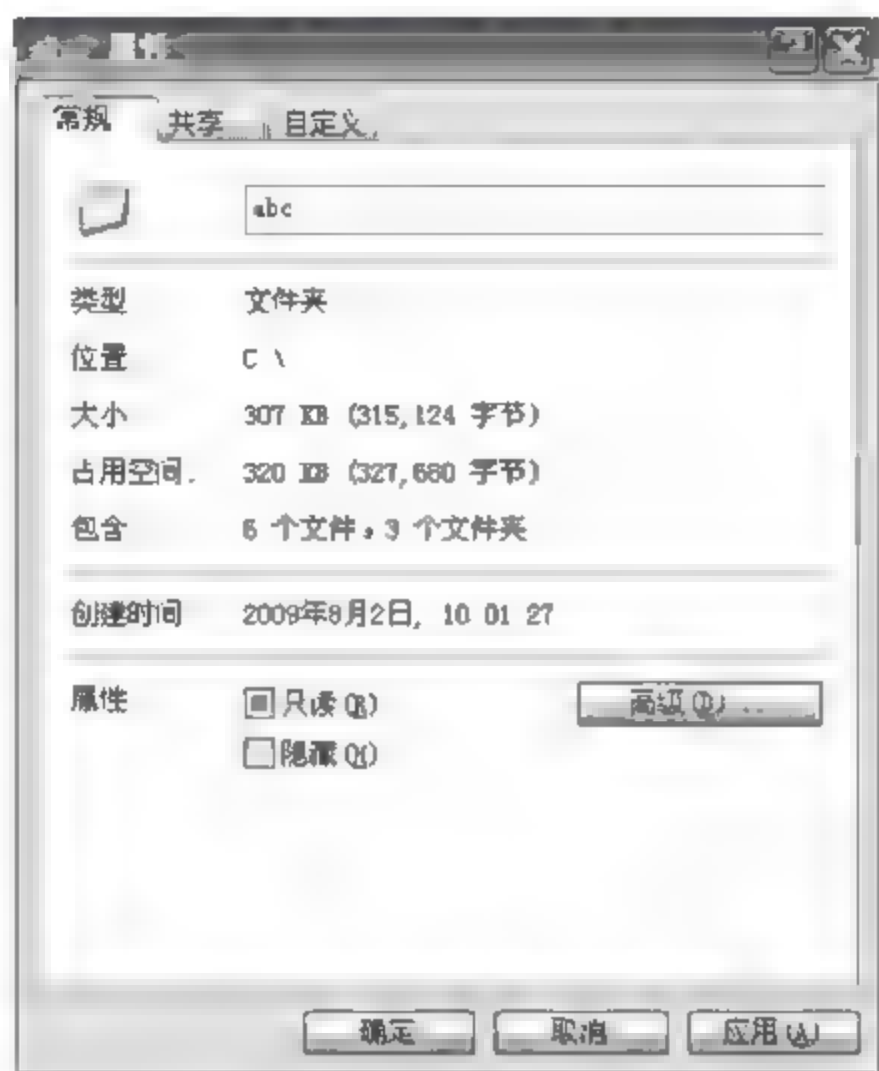 abc 属性
常规 共享 自定义
abc
类型 文件夹
位置 C \
大小 307 KB (315,124 字节)
占用空间. 320 KB (327,680 字节)
包含 6 个文件,3 个文件夹
创建时间 2009年8月2日, 10 01 27
属性 只读(R) 高级(D)...
隐藏(H)
确定 取消 应用(A)